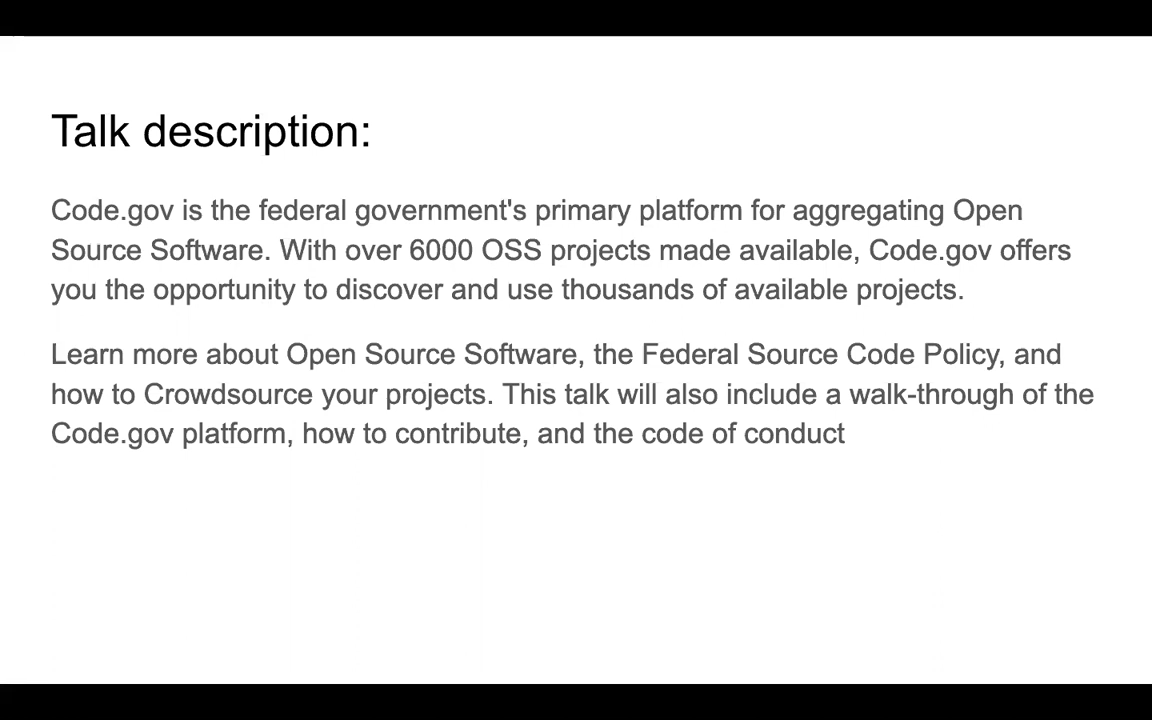 Talk description:
Code.gov is the federal government's primary platform for aggregating Open
Source Software. With over 6000 OSS projects made available, Code.gov offers
you the opportunity to discover and use thousands of available projects.
Learn more about Open Source Software, the Federal Source Code Policy, and
how to Crowdsource your projects. This talk will also include a walk-through of the
Code.gov platform, how to contribute, and the code of conduct